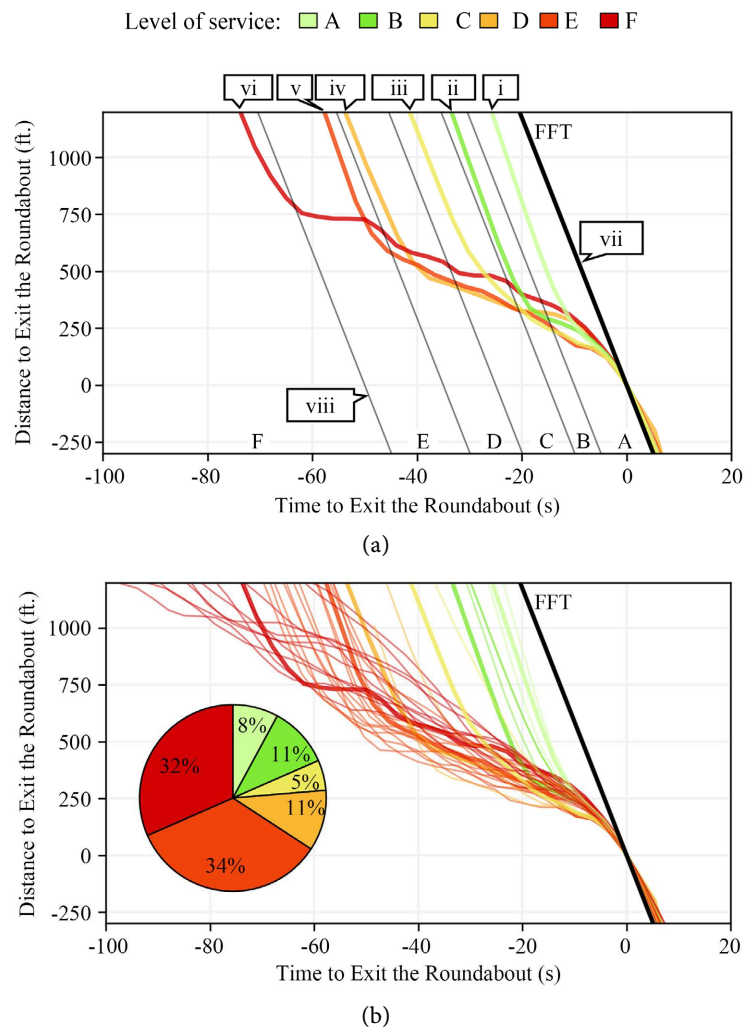 Level of service: A B C D E F
vi v iv iii ii i
FFT
vii
viii
F E D C B A
Distance to Exit the Roundabout (ft.)
1000
750
500
250
0
-250
-100 -80 -60 -40 -20 0 20
Time to Exit the Roundabout (s)
(a)
FFT
Distance to Exit the Roundabout (ft.)
1000
750
500
250
0
-250
8%
11%
5%
11%
34%
32%
-100 -80 -60 -40 -20 0 20
Time to Exit the Roundabout (s)
(b)